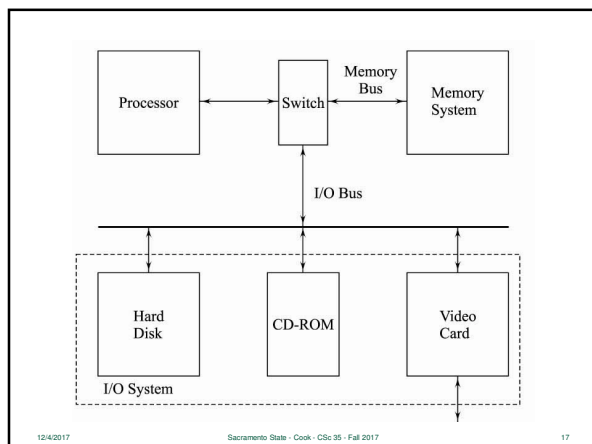 Processor
Switch
Memory
Bus
Memory
System
I/O Bus
Hard
Disk
CD-ROM
Video
Card
I/O System
12/4/2017
Sacramento State - Cook - CSc 35 - Fall 2017
17